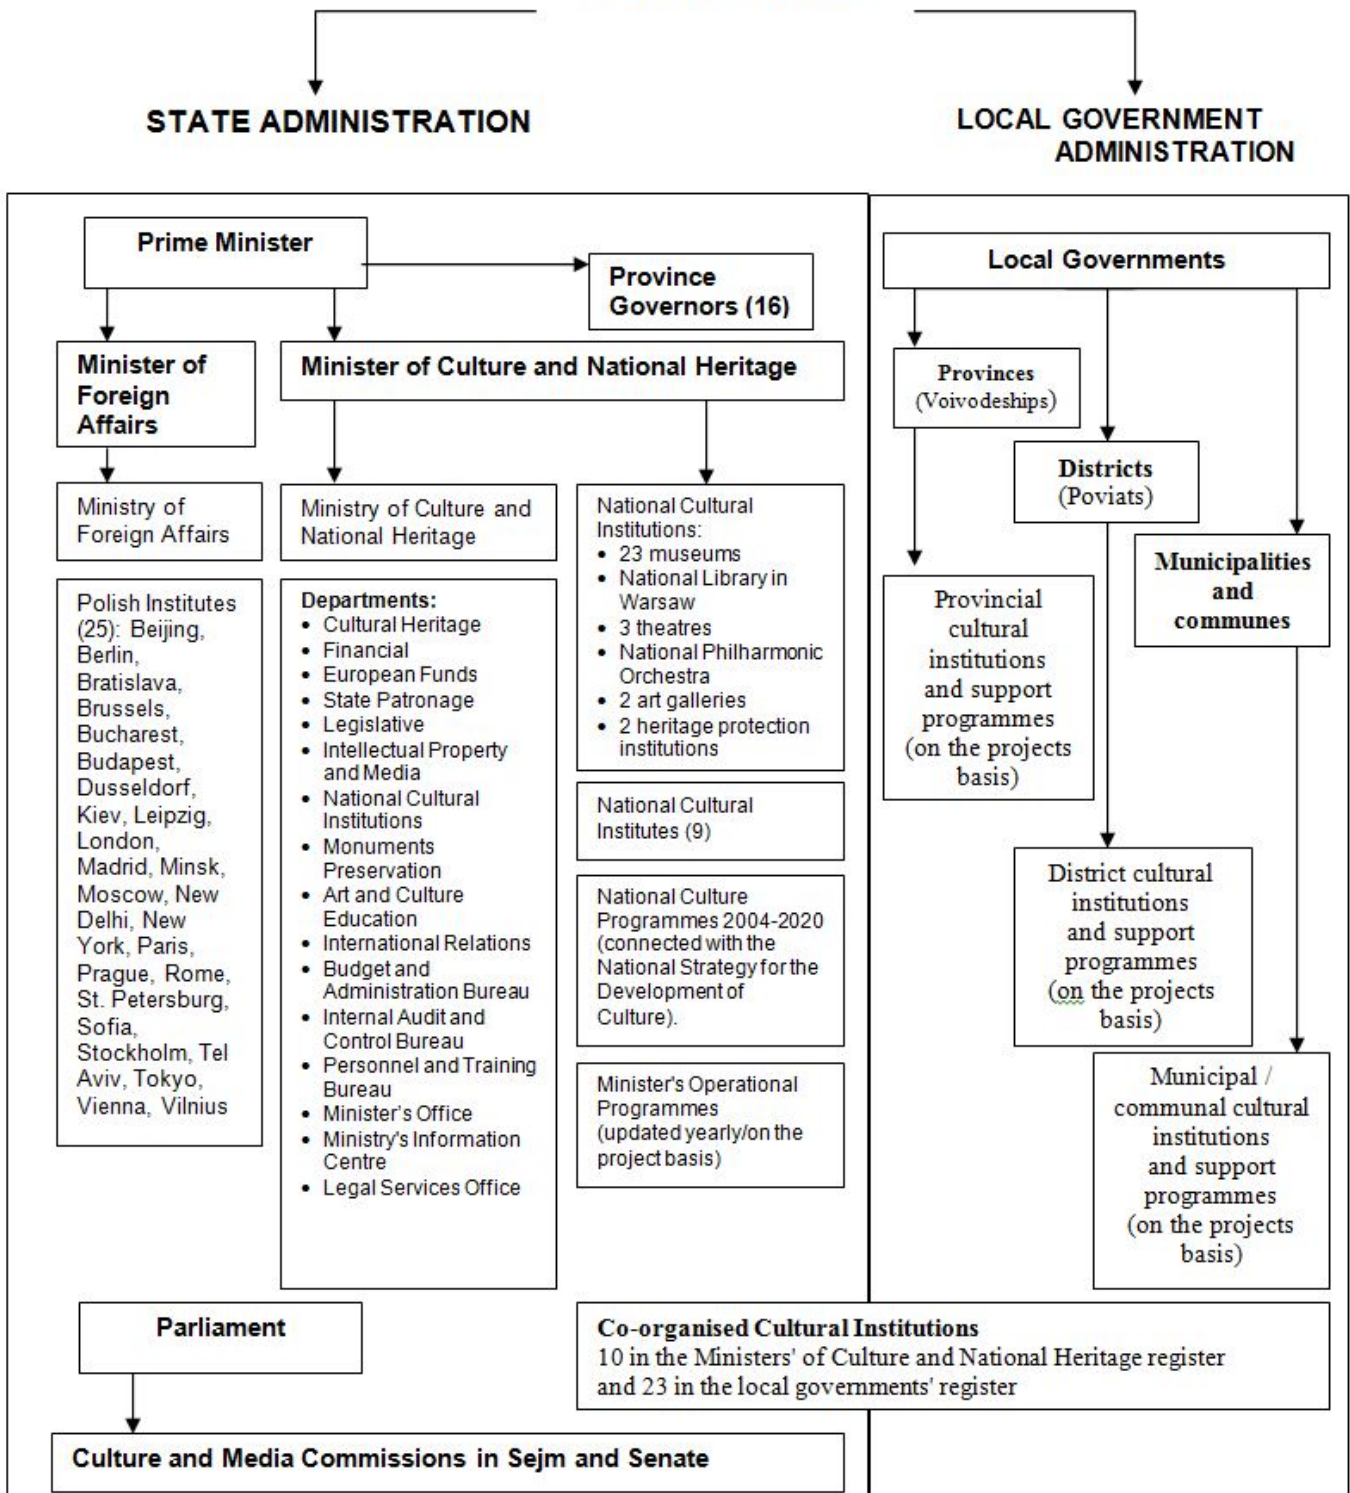 STATE ADMINISTRATION
LOCAL GOVERNMENT
ADMINISTRATION
Prime Minister
Province
Governors (16)
Minister of
Foreign
Affairs
Minister of Culture and National Heritage
Ministry of
Foreign Affairs
Polish Institutes
(25): Beijing,
Berlin,
Bratislava,
Brussels,
Bucharest,
Budapest,
Dusseldorf,
Kiev, Leipzig,
London,
Madrid, Minsk,
Moscow, New
Delhi, New
York, Paris,
Prague, Rome,
St. Petersburg,
Sofia,
Stockholm, Tel
Aviv, Tokyo,
Vienna, Vilnius
Ministry of Culture and
National Heritage
Departments:
• Cultural Heritage
• Financial
• European Funds
• State Patronage
• Legislative
• Intellectual Property
and Media
• National Cultural
Institutions
• Monuments
Preservation
• Art and Culture
Education
• International Relations
• Budget and
Administration Bureau
• Internal Audit and
Control Bureau
• Personnel and Training
Bureau
• Minister's Office
• Ministry's Information
Centre
• Legal Services Office
National Cultural
Institutions:
• 23 museums
• National Library in
Warsaw
• 3 theatres
• National Philharmonic
Orchestra
• 2 art galleries
• 2 heritage protection
institutions
National Cultural
Institutes (9)
National Culture
Programmes 2004-2020
(connected with the
National Strategy for the
Development of
Culture).
Minister's Operational
Programmes
(updated yearly/on the
project basis)
Local Governments
Provinces
(Voivodeships)
Districts
(Poviats)
Municipalities
and
communes
Provincial
cultural
institutions
and support
programmes
(on the projects
basis)
District cultural
institutions
and support
programmes
(on the projects
basis)
Municipal /
communal cultural
institutions
and support
programmes
(on the projects
basis)
Parliament
Co-organised Cultural Institutions
10 in the Ministers' of Culture and National Heritage register
and 23 in the local governments' register
Culture and Media Commissions in Sejm and Senate